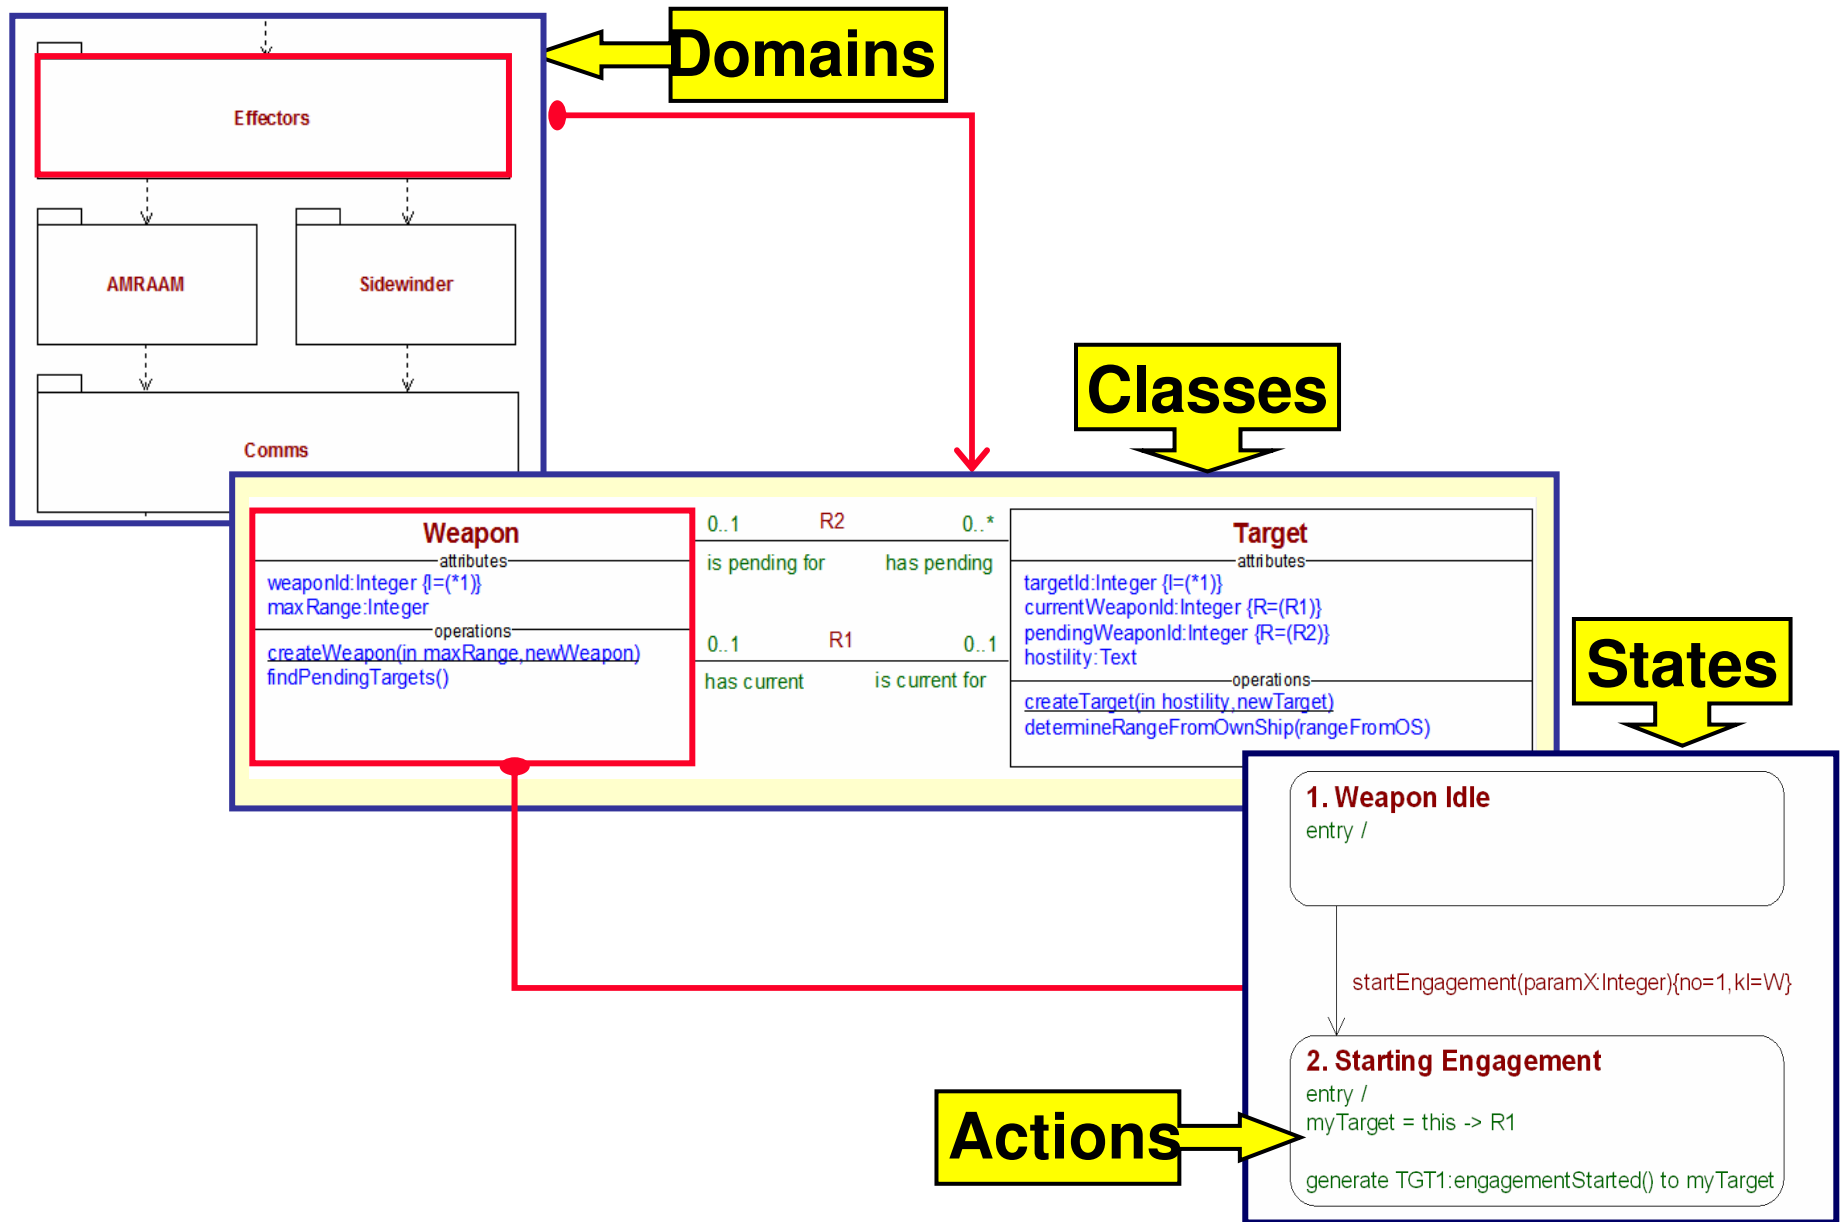 Domains
Effectors
AMRAAM
Sidewinder
Comms
Classes
Weapon
attributes
weaponId:Integer {I=(*1)}
maxRange:Integer
operations
createWeapon(in maxRange,newWeapon)
findPendingTargets()
0..1 R2 0..*
is pending for has pending
0..1 R1 0..1
has current is current for
Target
attributes
targetId:Integer {I=(*1)}
currentWeaponId:Integer {R=(R1)}
pendingWeaponId:Integer {R=(R2)}
hostility:Text
operations
createTarget(in hostility,newTarget)
determineRangeFromOwnShip(rangeFromOS)
States
1. Weapon Idle
entry /
startEngagement(paramX:Integer){no=1,kl=W}
2. Starting Engagement
entry /
myTarget = this -> R1
generate TGT1:engagementStarted() to myTarget
Actions